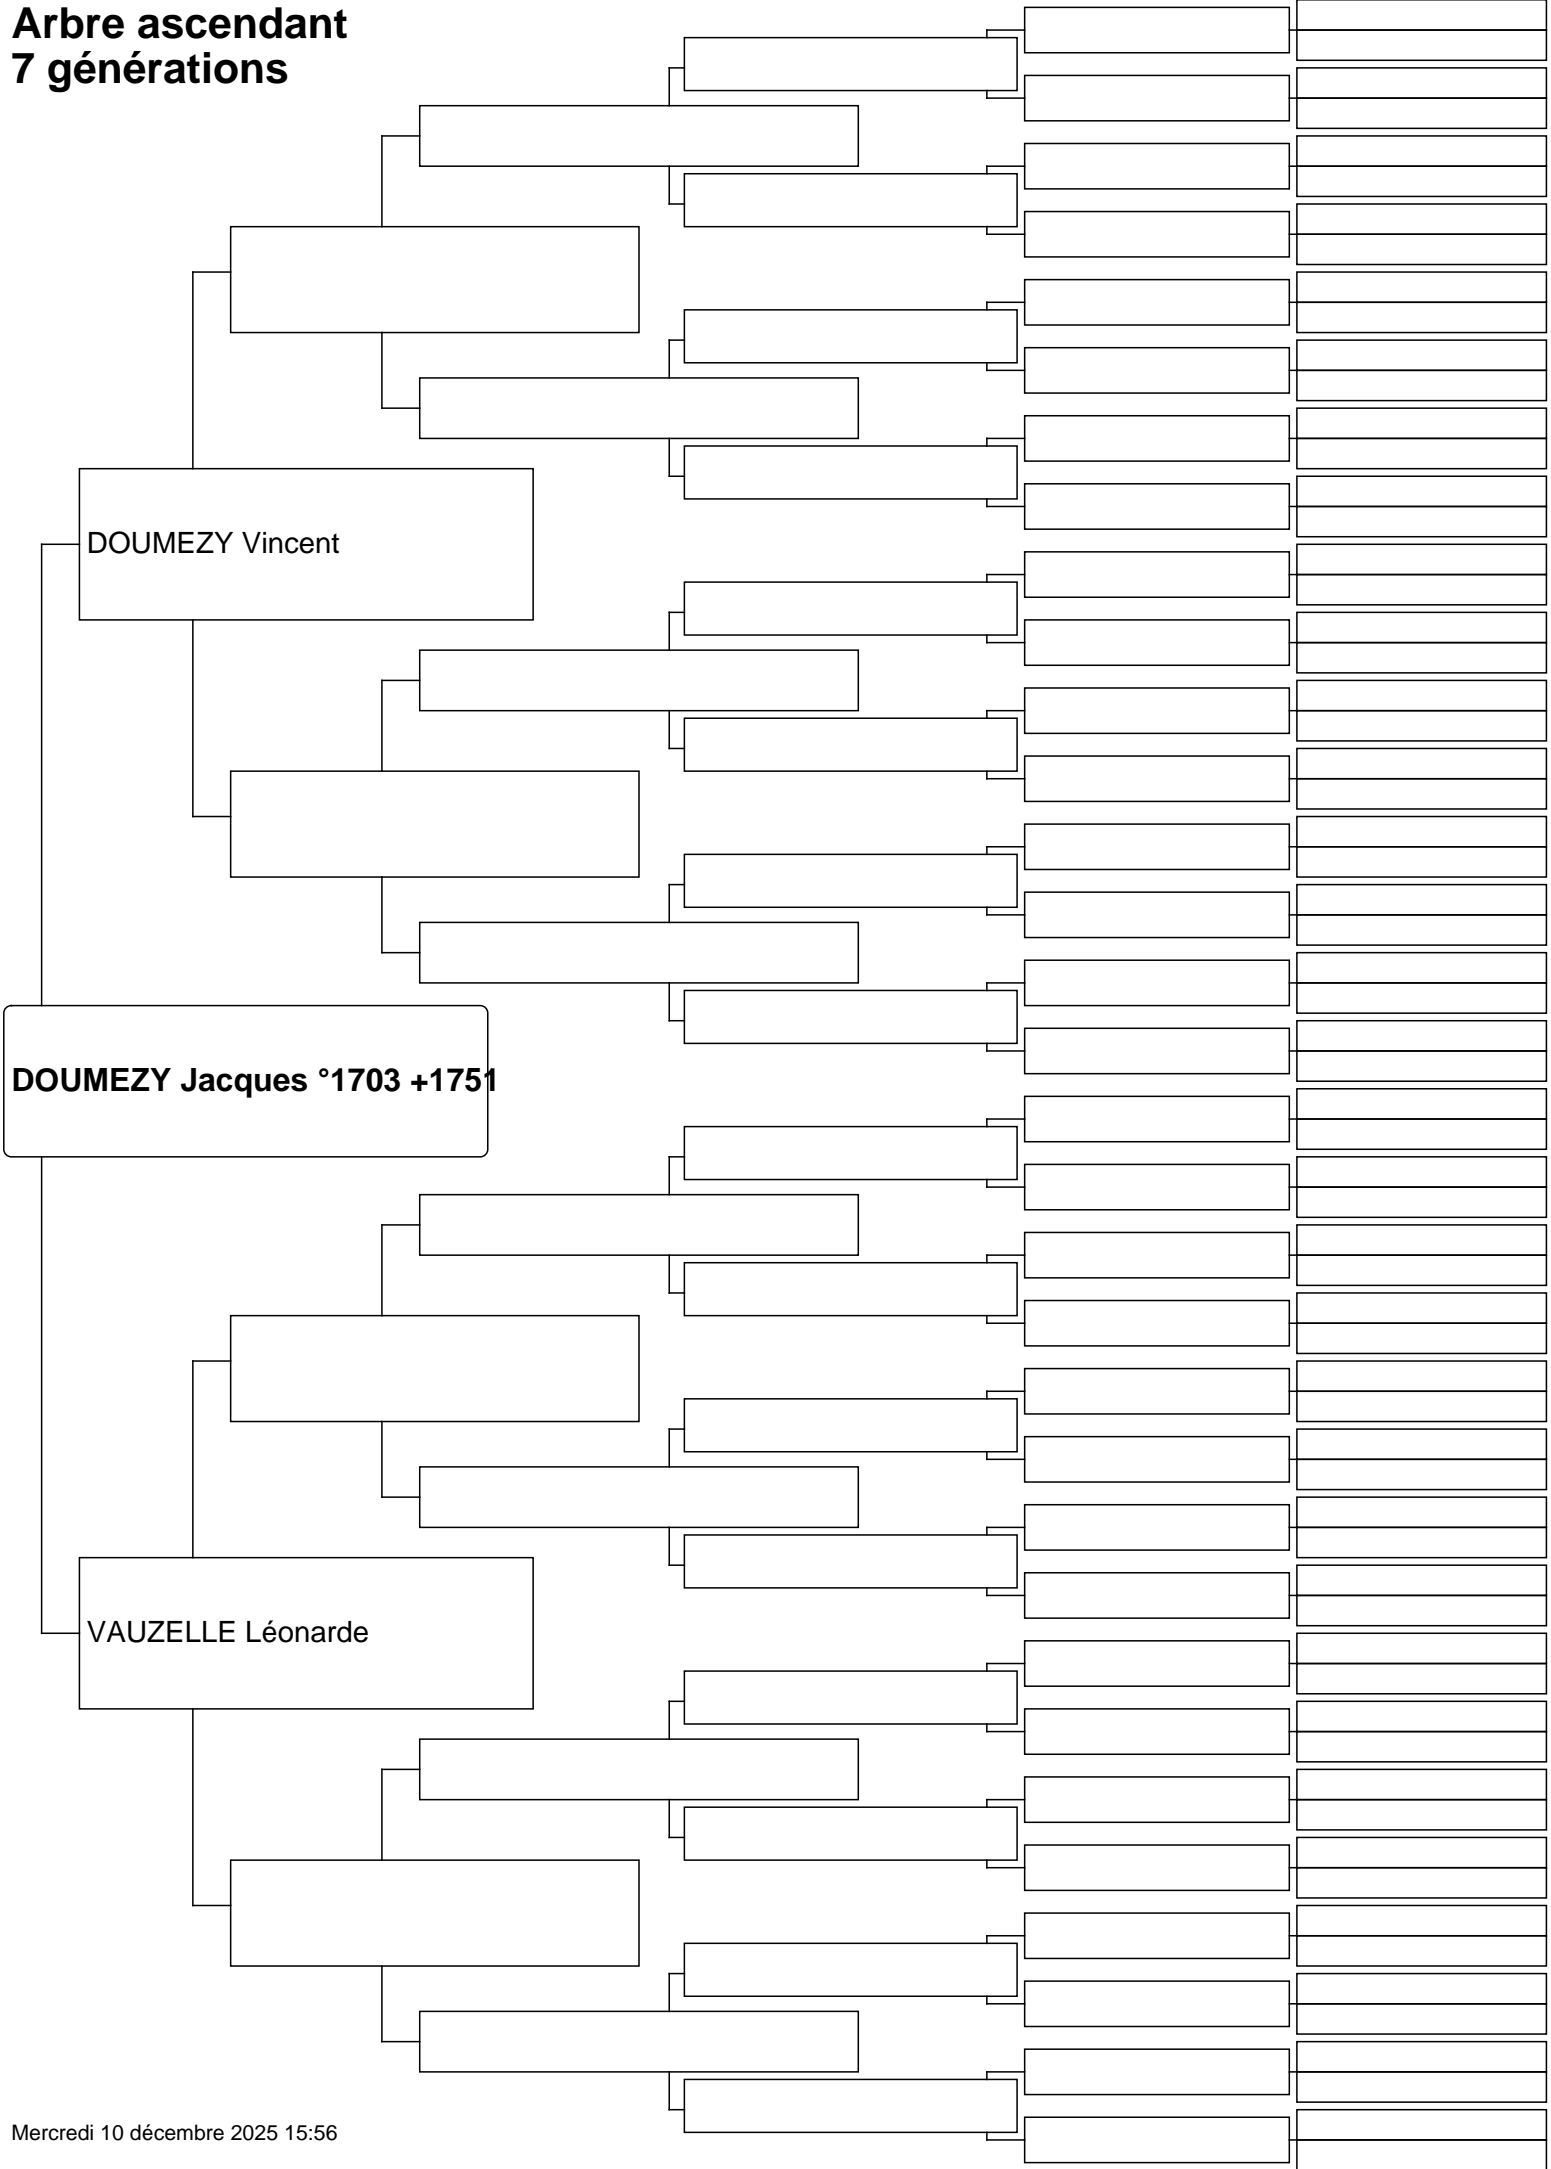 Arbre ascendant
7 générations
DOUMEZY Vincent
DOUMEZY Jacques °1703 +1751
VAUZELLE Léonarde
Mercredi 10 décembre 2025 15:56